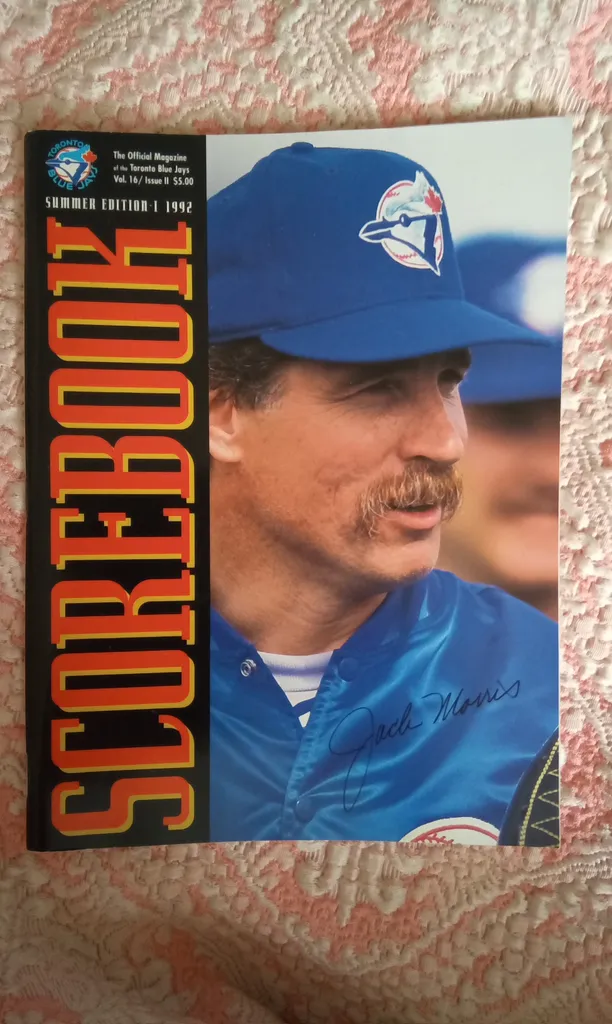 TORONTO
BLUE JAYS
The Official Magazine
of the Toronto Blue Jays
Vol. 16/ Issue II $5.00
SUMMER EDITION-I 1992
SCOREBOOK
Jack Morris